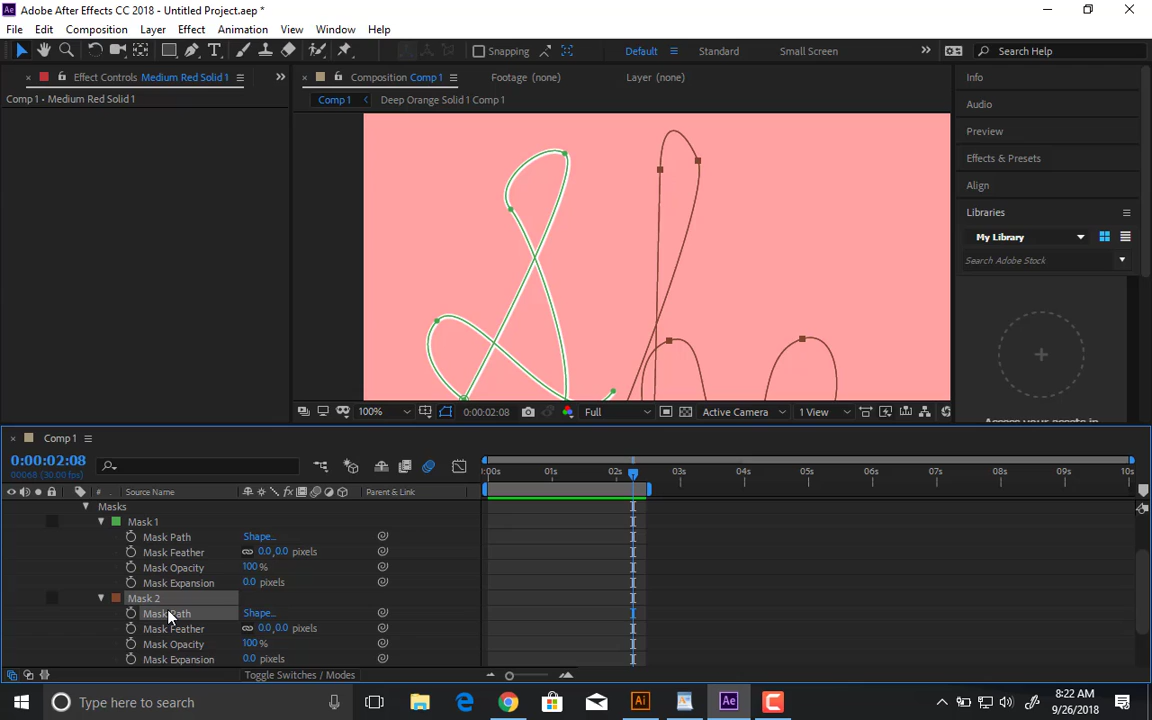 Adobe After Effects CC 2018 - Untitled Project.aep *
File Edit Composition Layer Effect Animation View Window Help
Snapping Default Standard Small Screen Search Help
Effect Controls Medium Red Solid 1 Composition Comp 1 Footage (none) Layer (none) Info
Comp 1 • Medium Red Solid 1 Comp 1 Deep Orange Solid 1 Comp 1 Audio
Preview
Effects & Presets
Align
Libraries
My Library
Search Adobe Stock
100% 0:00:02:08 Full Active Camera 1 View
Comp 1
0:00:02:08
00068 (30.00 fps)
:00s 01s 02s 03s 04s 05s 06s 07s 08s 09s 10s
# Source Name Parent & Link
Masks
Mask 1
Mask Path Shape...
Mask Feather 0.0,0.0 pixels
Mask Opacity 100 %
Mask Expansion 0.0 pixels
Mask 2
Mask Path Shape...
Mask Feather 0.0,0.0 pixels
Mask Opacity 100 %
Mask Expansion 0.0 pixels
Toggle Switches / Modes
Type here to search
8:22 AM
9/26/2018